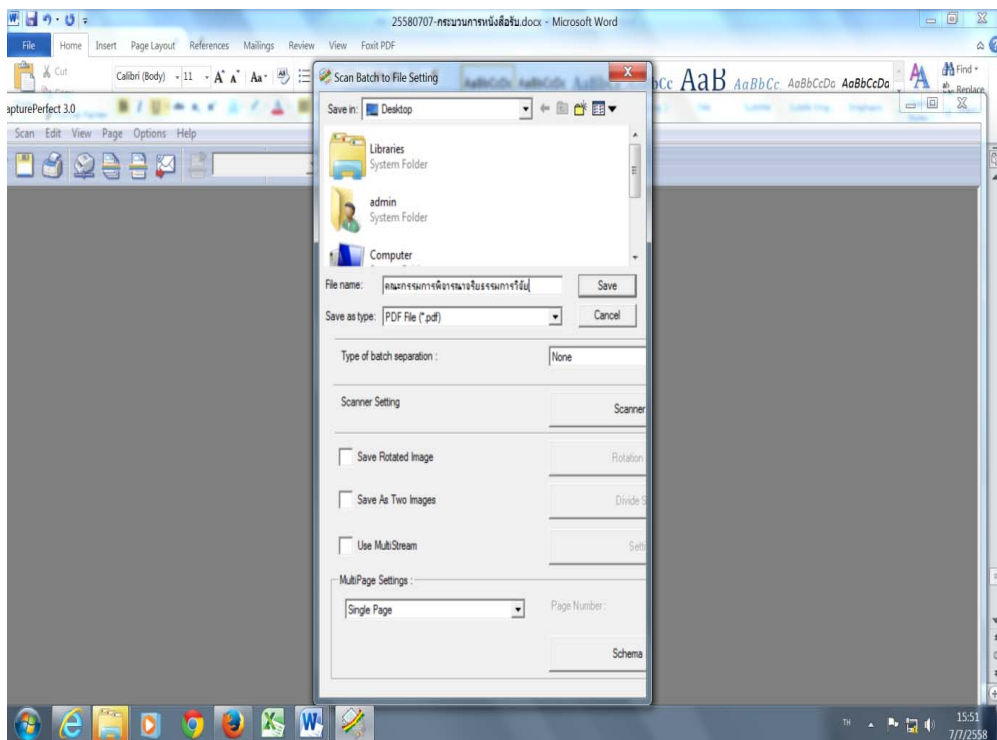 25580707-กระบวนการหนังสือรับ.docx - Microsoft Word
File Home Insert Page Layout References Mailings Review View Foxit PDF
Cut
Calibri (Body) 11 A A Aa
AaB AaBbCc AaBbCcDc AaBbCcDc
Find
Replace
apturePerfect 3.0
Scan Edit View Page Options Help
Scan Batch to File Setting
Save in: Desktop
Libraries
System Folder
admin
System Folder
Computer
File name: คณะกรรมการพิจารณาจริยธรรมการวิจัย Save
Save as type: PDF File (*.pdf) Cancel
Type of batch separation : None
Scanner Setting Scanner
Save Rotated Image Rotation
Save As Two Images Divide S
Use MultiStream Setti
MultiPage Settings :
Single Page Page Number :
Schema
TH 15:51
7/7/2558